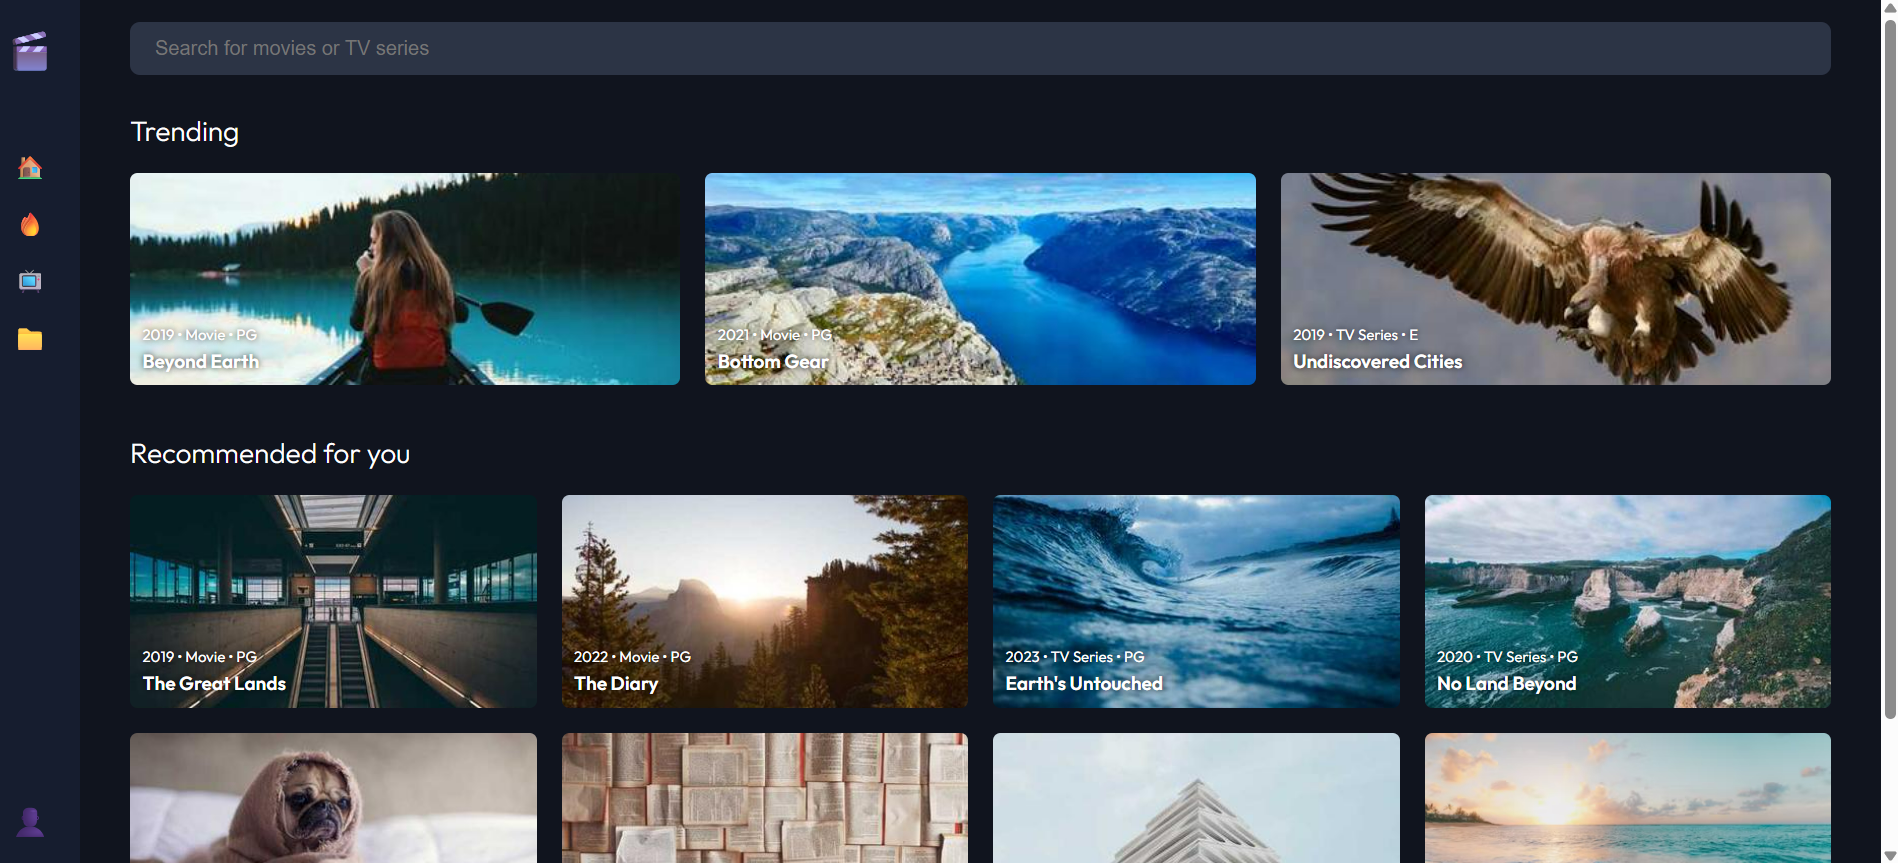 Search for movies or TV series
Trending
2019 • Movie • PG
Beyond Earth
2021 • Movie • PG
Bottom Gear
2019 • TV Series • E
Undiscovered Cities
Recommended for you
2019 • Movie • PG
The Great Lands
2022 • Movie • PG
The Diary
2023 • TV Series • PG
Earth's Untouched
2020 • TV Series • PG
No Land Beyond